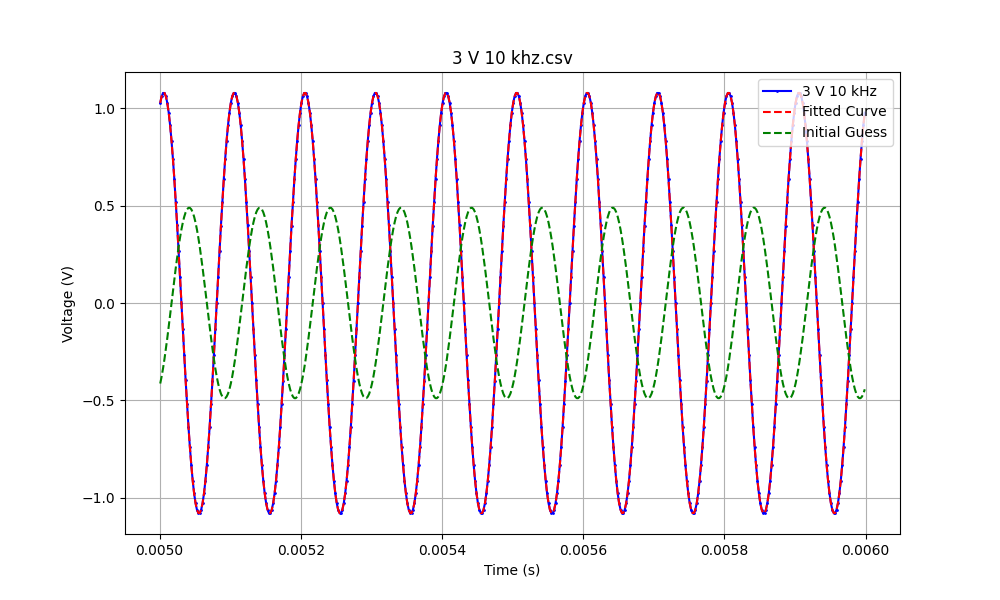 3 V 10 khz.csv
3 V 10 kHz
Fitted Curve
Initial Guess
1.0
0.5
0.0
−0.5
−1.0
Voltage (V)
0.0050
0.0052
0.0054
0.0056
0.0058
0.0060
Time (s)